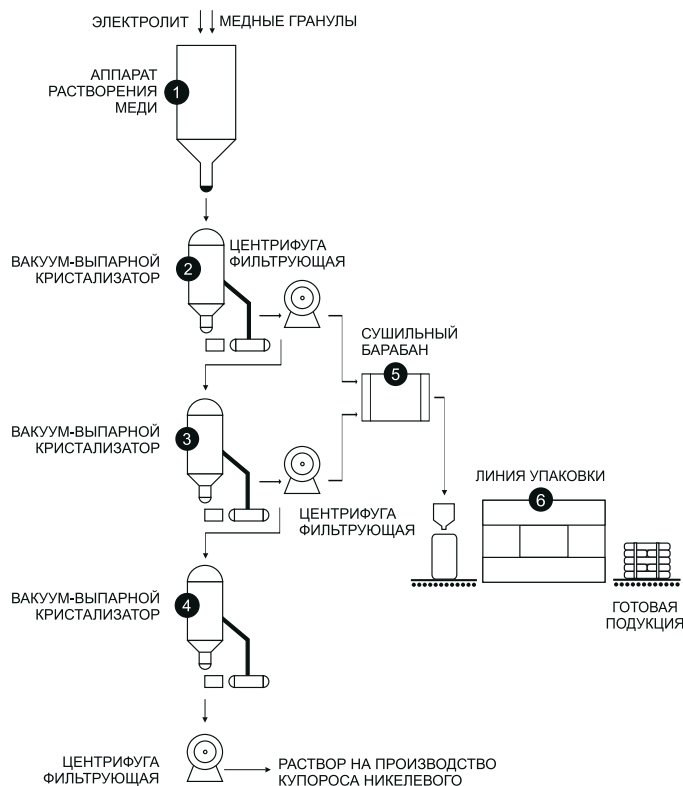 ЭЛЕКТРОЛИТ
МЕДНЫЕ ГРАНУЛЫ
АППАРАТ
РАСТВОРЕНИЯ
МЕДИ
1
ВАКУУМ-ВЫПАРНОЙ
КРИСТАЛИЗАТОР
2
ЦЕНТРИФУГА
ФИЛЬТРУЮЩАЯ
СУШИЛЬНЫЙ
БАРАБАН
5
ВАКУУМ-ВЫПАРНОЙ
КРИСТАЛИЗАТОР
3
ЦЕНТРИФУГА
ФИЛЬТРУЮЩАЯ
ЛИНИЯ УПАКОВКИ
6
ВАКУУМ-ВЫПАРНОЙ
КРИСТАЛИЗАТОР
4
ГОТОВАЯ
ПОДУКЦИЯ
ЦЕНТРИФУГА
ФИЛЬТРУЮЩАЯ
РАСТВОР НА ПРОИЗВОДСТВО
КУПОРОСА НИКЕЛЕВОГО